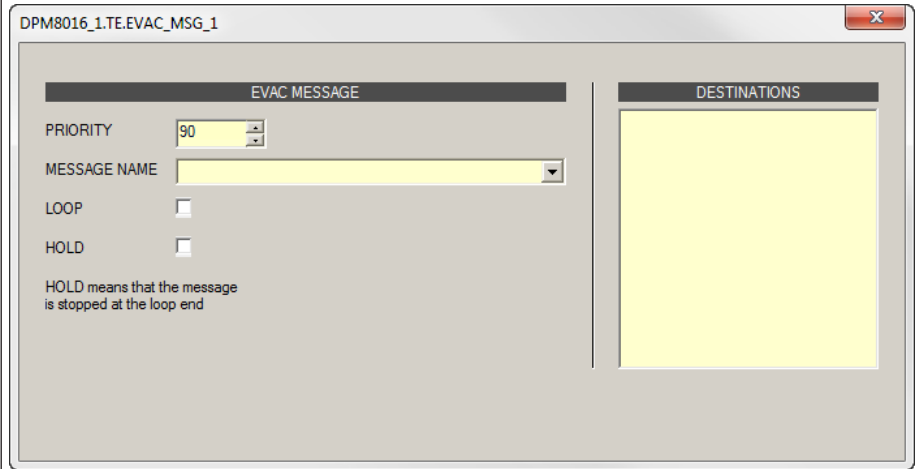 DPM8016_1.TE.EVAC_MSG_1
EVAC MESSAGE
PRIORITY
90
MESSAGE NAME
LOOP
HOLD
HOLD means that the message
is stopped at the loop end
DESTINATIONS